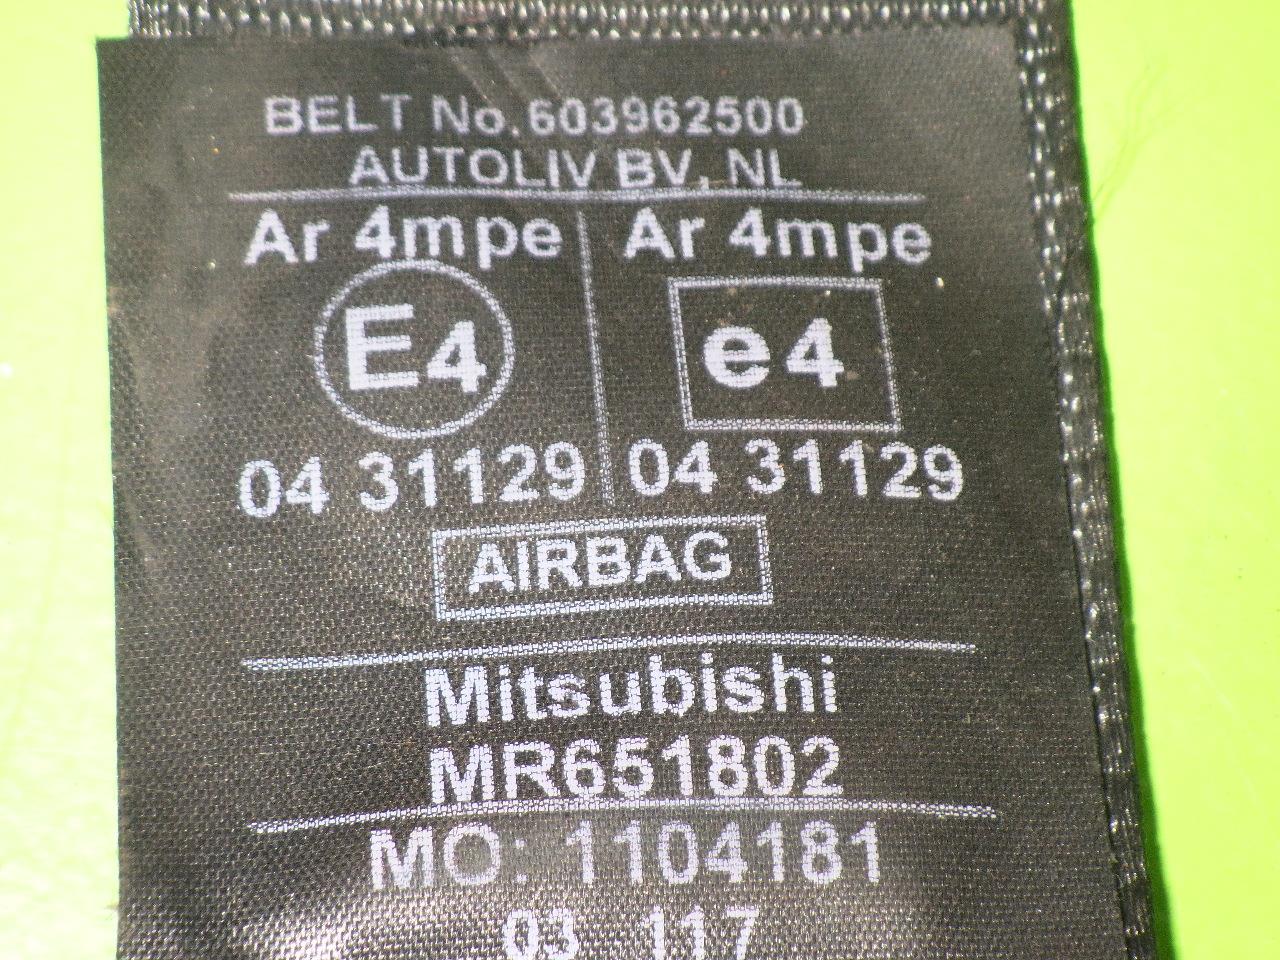 BELT No.603962500
AUTOLIV BV, NL
Ar 4mpe Ar 4mpe
E4 e4
04 31129 04 31129
AIRBAG
Mitsubishi
MR651802
MO: 1104181
03 117